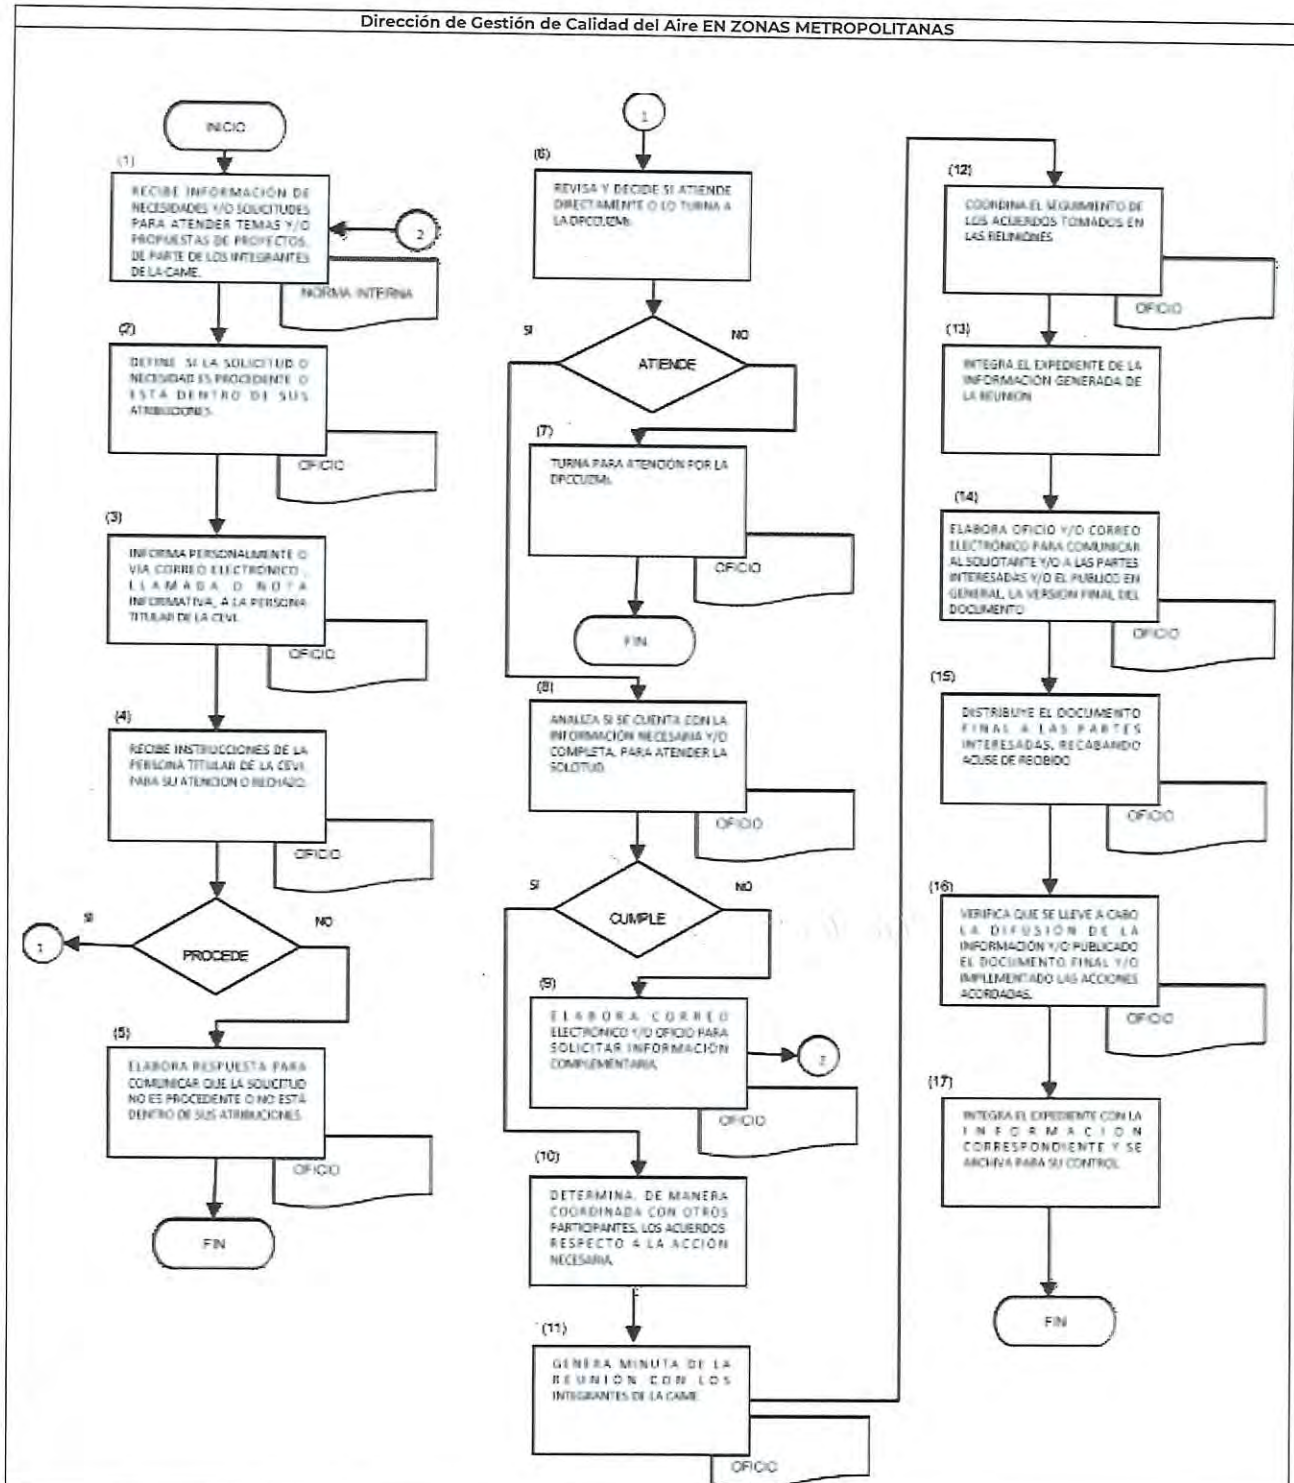 Dirección de Gestión de Calidad del Aire EN ZONAS METROPOLITANAS
INICIO
(1)
RECIBE INFORMACIÓN DE
NECESIDADES Y/O SOLICITUDES
PARA ATENDER TEMAS Y/O
PROPUESTAS DE PROYECTOS,
DE PARTE DE LOS INTEGRANTES
DE LA CAME.
2
NORMA INTERNA
(2)
DEFINE SI LA SOLICITUD O
NECESIDAD ES PROCEDENTE O
ESTÁ DENTRO DE SUS
ATRIBUCIONES.
OFICIO
(3)
INFORMA PERSONALMENTE O
VIA CORREO ELECTRÓNICO,
LLAMADA O NOTA
INFORMATIVA, A LA PERSONA
TITULAR DE LA CEVI.
OFICIO
(4)
RECIBE INSTRUCCIONES DE LA
PERSONA TITULAR DE LA CEVI,
PARA SU ATENCIÓN O RECHAZO.
OFICIO
SI
NO
1
PROCEDE
(5)
ELABORA RESPUESTA PARA
COMUNICAR QUE LA SOLICITUD
NO ES PROCEDENTE O NO ESTÁ
DENTRO DE SUS ATRIBUCIONES.
OFICIO
FIN
1
(6)
REVISA Y DECIDE SI ATIENDE
DIRECTAMENTE O LO TURNA A
LA
SI
NO
ATIENDE
(7)
TURNA PARA ATENCIÓN POR LA
OFICIO
FIN
(8)
ANALIZA SI SE CUENTA CON LA
INFORMACIÓN NECESARIA Y/O
COMPLETA, PARA ATENDER LA
SOLCITUD.
OFICIO
SI
NO
CUMPLE
(9)
ELABORA CORREO
ELECTRÓNICO Y/O OFICIO PARA
SOLICITAR INFORMACIÓN
COMPLEMENTARIA.
2
OFICIO
(10)
DETERMINA, DE MANERA
COORDINADA CON OTROS
PARTICIPANTES, LOS ACUERDOS
RESPECTO A LA ACCIÓN
NECESARIA.
(11)
GENERA MINUTA DE LA
REUNIÓN CON LOS
INTEGRANTES DE LA CAME.
OFICIO
(12)
COORDINA EL SEGUIMIENTO DE
LOS ACUERDOS TOMADOS EN
LAS REUNIONES.
OFICIO
(13)
INTEGRA EL EXPEDIENTE DE LA
INFORMACIÓN GENERADA DE
LA REUNIÓN
(14)
ELABORA OFICIO Y/O CORREO
ELECTRÓNICO PARA COMUNICAR
AL SOLICITANTE Y/O A LAS PARTES
INTERESADAS Y/O EL PÚBLICO EN
GENERAL, LA VERSIÓN FINAL DEL
DOCUMENTO
OFICIO
(15)
DISTRIBUYE EL DOCUMENTO
FINAL A LAS PARTES
INTERESADAS, RECABANDO
ACUSE DE RECIBIDO
OFICIO
(16)
VERIFICA QUE SE LLEVE A CABO
LA DIFUSIÓN DE LA
INFORMACIÓN Y/O PUBLICADO
EL DOCUMENTO FINAL Y/O
IMPLEMENTADO LAS ACCIONES
ACORDADAS.
OFICIO
(17)
INTEGRA EL EXPEDIENTE CON LA
INFORMACION
CORRESPONDIENTE Y SE
ARCHIVA PARA SU CONTROL.
FIN